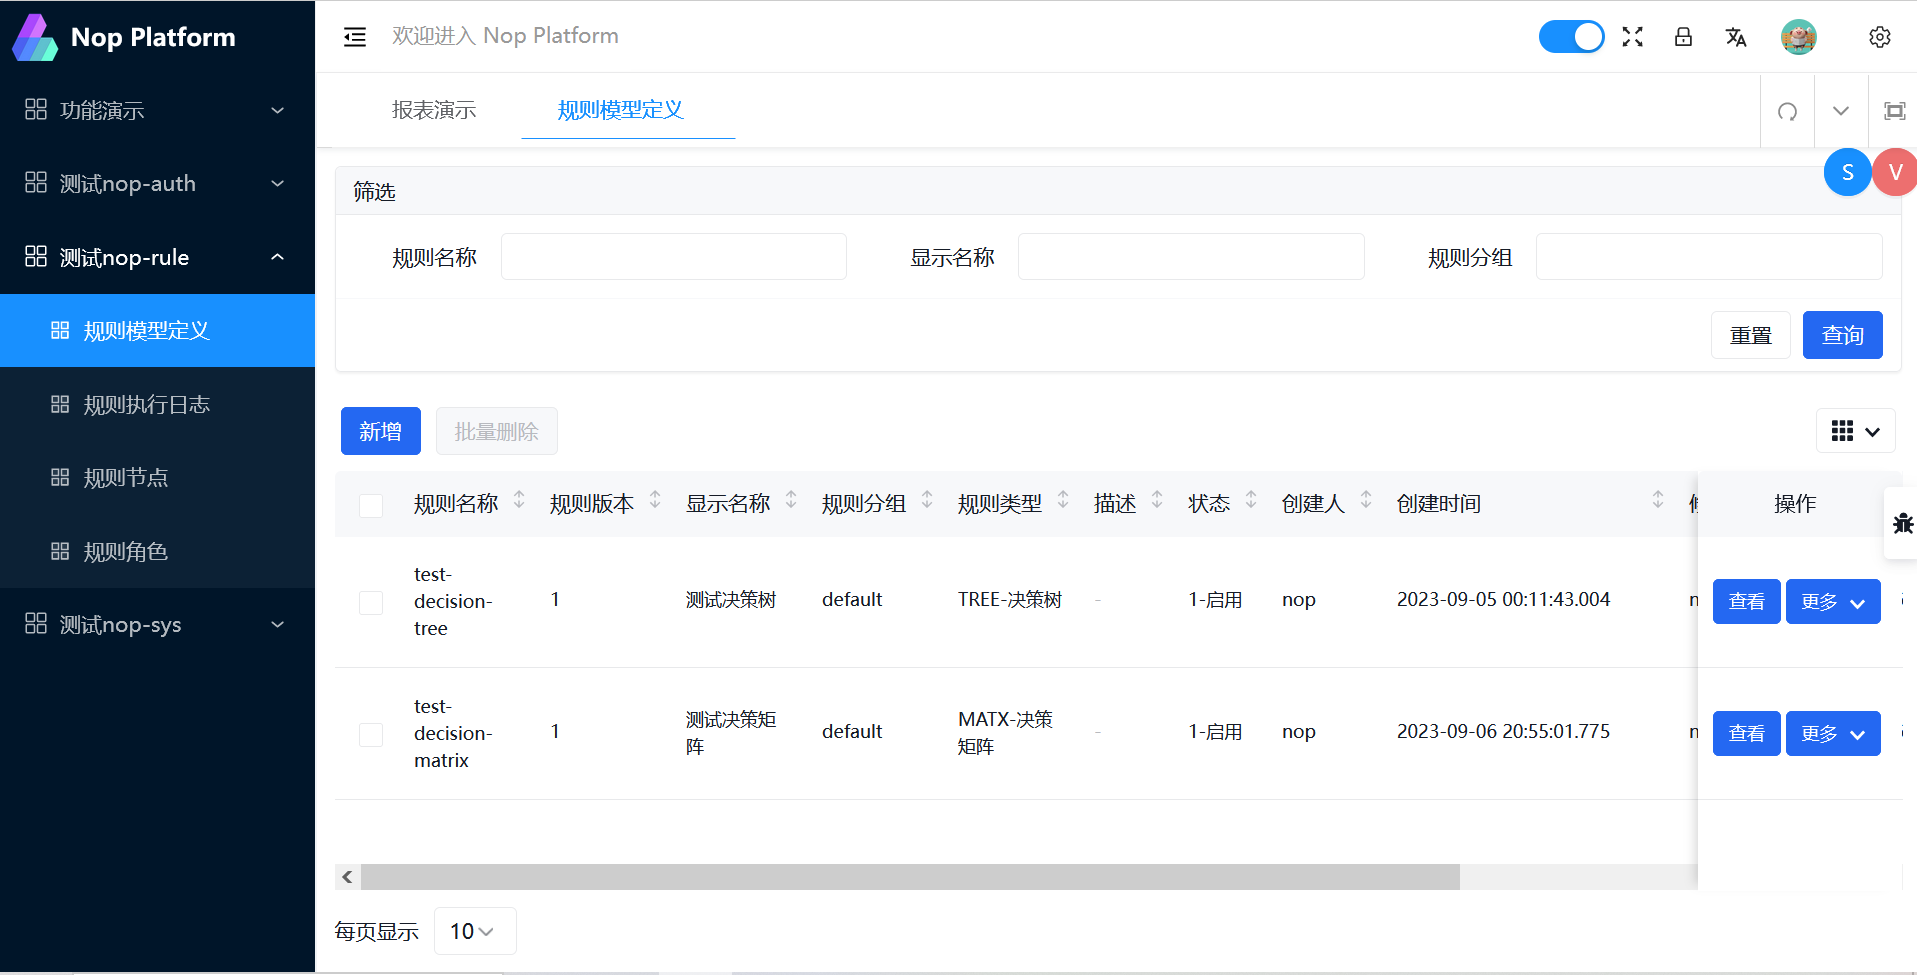 Nop Platform
欢迎进入 Nop Platform
功能演示
测试nop-auth
测试nop-rule
规则模型定义
规则执行日志
规则节点
规则角色
测试nop-sys
报表演示
规则模型定义
S
V
筛选
规则名称
显示名称
规则分组
重置
查询
新增
批量删除
规则名称 规则版本 显示名称 规则分组 规则类型 描述 状态 创建人 创建时间 操作
test-
decision-
tree
1
测试决策树
default
TREE-决策树
-
1-启用
nop
2023-09-05 00:11:43.004
查看
更多
test-
decision-
matrix
1
测试决策矩
阵
default
MATX-决策
矩阵
-
1-启用
nop
2023-09-06 20:55:01.775
查看
更多
每页显示 10